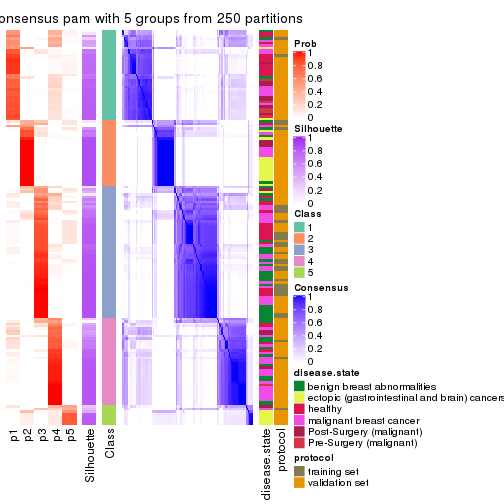 onsensus pam with 5 groups from 250 partitions
Prob
1
0.8
0.6
0.4
0.2
0
Silhouette
1
0.8
0.6
0.4
0.2
0
Class
1
2
3
4
5
Consensus
1
0.8
0.6
0.4
0.2
0
disease.state
benign breast abnormalities
ectopic (gastrointestinal and brain) cancers
healthy
malignant breast cancer
Post-Surgery (malignant)
Pre-Surgery (malignant)
protocol
training set
validation set
p1
p2
p3
p4
p5
Silhouette
Class
disease.state
protocol